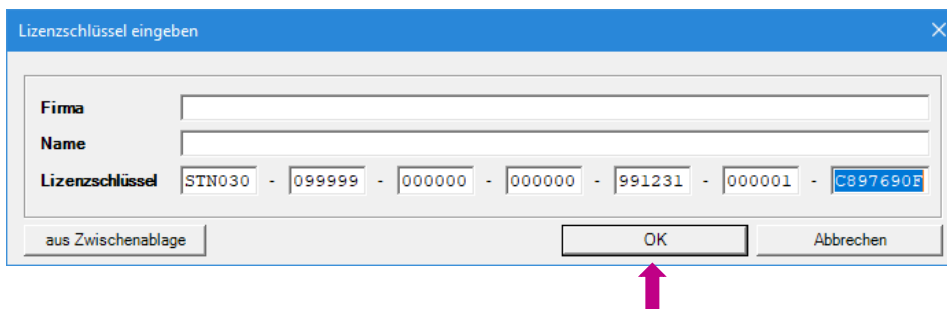 Lizenzschlüssel eingeben
Firma
Name
Lizenzschlüssel STN030 - 099999 - 000000 - 000000 - 991231 - 000001 - C897690F
aus Zwischenablage OK Abbrechen